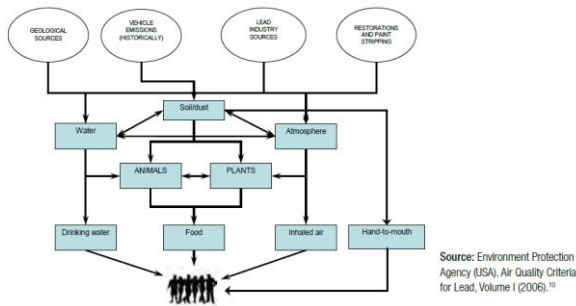 GEOLOGICAL
SOURCES
VEHICLE
EMISSIONS
(HISTORICALLY)
LEAD
INDUSTRY
SOURCES
RESTORATIONS
AND PAINT
STRIPPING
Soil/dust
Water
Atmosphere
ANIMALS
PLANTS
Drinking water
Food
Inhaled air
Hand-to-mouth
Source: Environment Protection
Agency (USA). Air Quality Criteria
for Lead, Volume I (2006).¹⁰